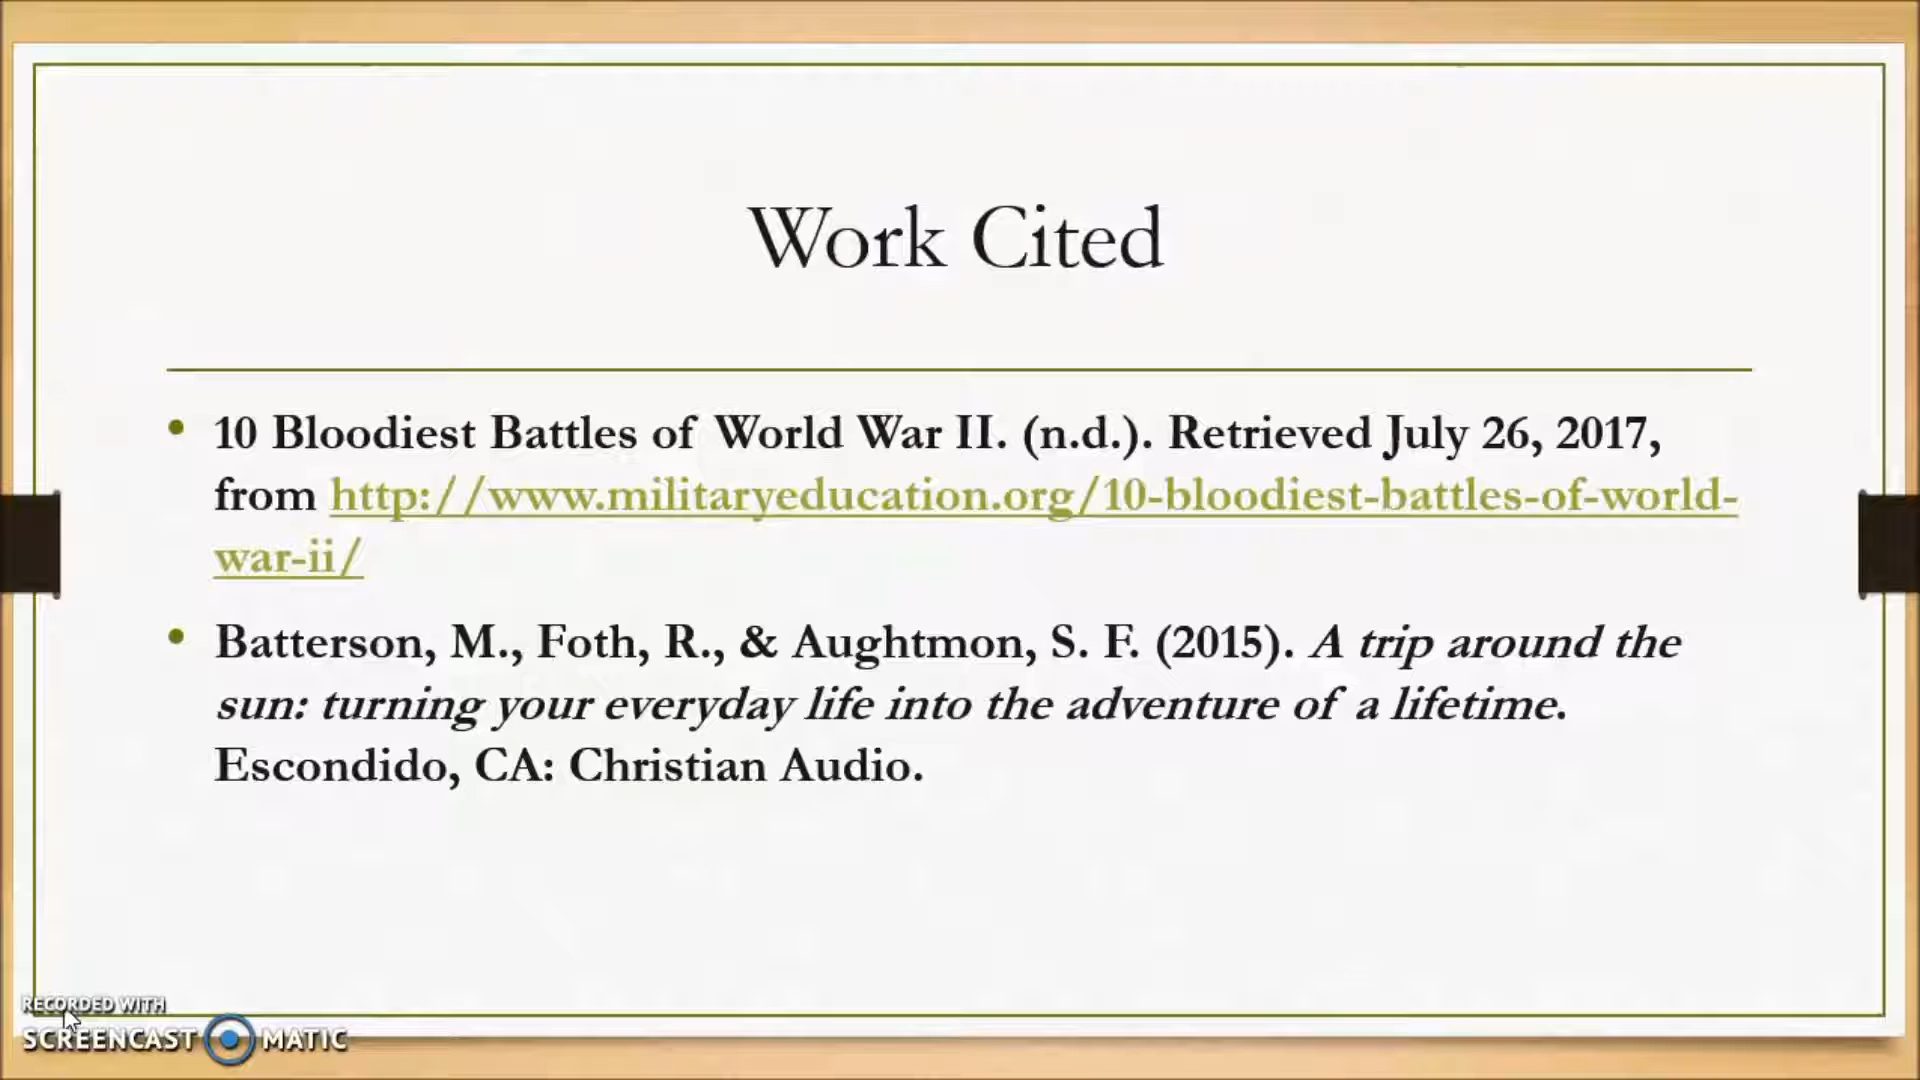 Work Cited
• 10 Bloodiest Battles of World War II. (n.d.). Retrieved July 26, 2017,
from http://www.militaryeducation.org/10-bloodiest-battles-of-world-
war-ii/
• Batterson, M., Foth, R., & Aughtmon, S. F. (2015). A trip around the
sun: turning your everyday life into the adventure of a lifetime.
Escondido, CA: Christian Audio.
RECORDED WITH
SCREENCAST MATIC